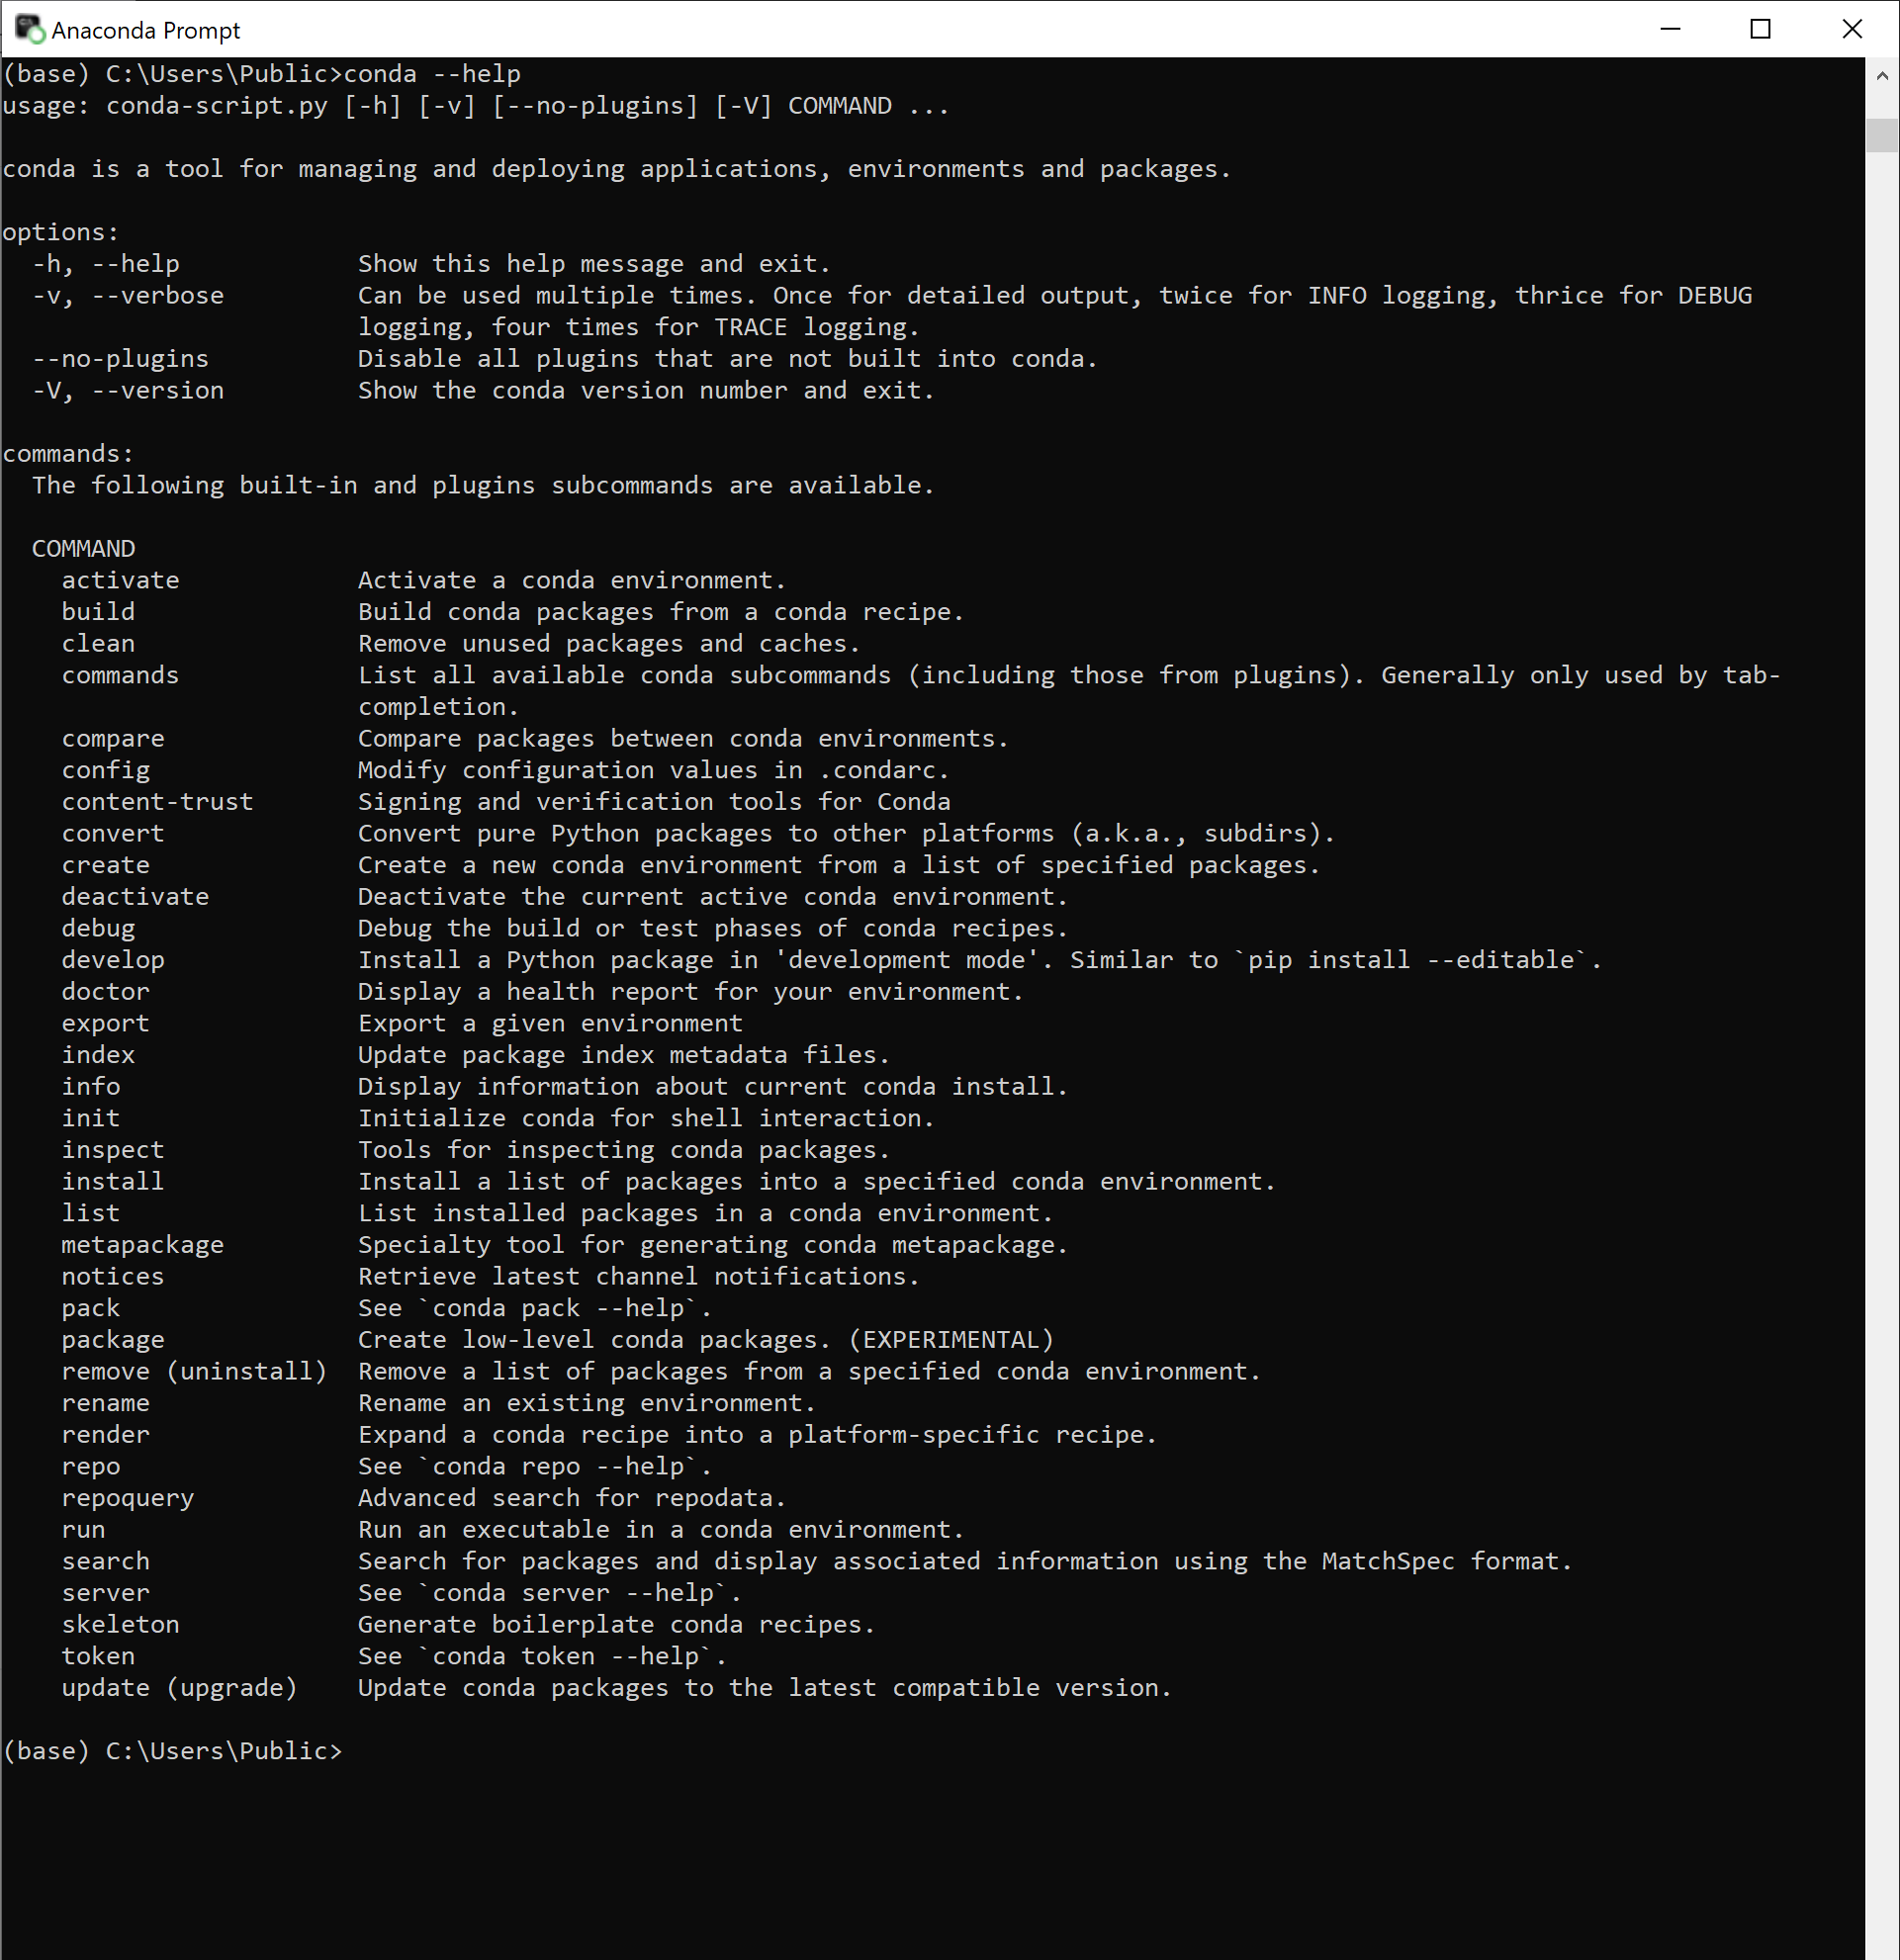 Anaconda Prompt
(base) C:\Users\Public>conda --help
usage: conda-script.py [-h] [-v] [--no-plugins] [-V] COMMAND ...
conda is a tool for managing and deploying applications, environments and packages.
options:
  -h, --help            Show this help message and exit.
  -v, --verbose         Can be used multiple times. Once for detailed output, twice for INFO logging, thrice for DEBUG
                        logging, four times for TRACE logging.
  --no-plugins          Disable all plugins that are not built into conda.
  -V, --version         Show the conda version number and exit.
commands:
  The following built-in and plugins subcommands are available.
  COMMAND
    activate            Activate a conda environment.
    build               Build conda packages from a conda recipe.
    clean               Remove unused packages and caches.
    commands            List all available conda subcommands (including those from plugins). Generally only used by tab-
                        completion.
    compare             Compare packages between conda environments.
    config              Modify configuration values in .condarc.
    content-trust       Signing and verification tools for Conda
    convert             Convert pure Python packages to other platforms (a.k.a., subdirs).
    create              Create a new conda environment from a list of specified packages.
    deactivate          Deactivate the current active conda environment.
    debug               Debug the build or test phases of conda recipes.
    develop             Install a Python package in 'development mode'. Similar to `pip install --editable`.
    doctor              Display a health report for your environment.
    export              Export a given environment
    index               Update package index metadata files.
    info                Display information about current conda install.
    init                Initialize conda for shell interaction.
    inspect             Tools for inspecting conda packages.
    install             Install a list of packages into a specified conda environment.
    list                List installed packages in a conda environment.
    metapackage         Specialty tool for generating conda metapackage.
    notices             Retrieve latest channel notifications.
    pack                See `conda pack --help`.
    package             Create low-level conda packages. (EXPERIMENTAL)
    remove (uninstall)  Remove a list of packages from a specified conda environment.
    rename              Rename an existing environment.
    render              Expand a conda recipe into a platform-specific recipe.
    repo                See `conda repo --help`.
    repoquery           Advanced search for repodata.
    run                 Run an executable in a conda environment.
    search              Search for packages and display associated information using the MatchSpec format.
    server              See `conda server --help`.
    skeleton            Generate boilerplate conda recipes.
    token               See `conda token --help`.
    update (upgrade)    Update conda packages to the latest compatible version.
(base) C:\Users\Public>